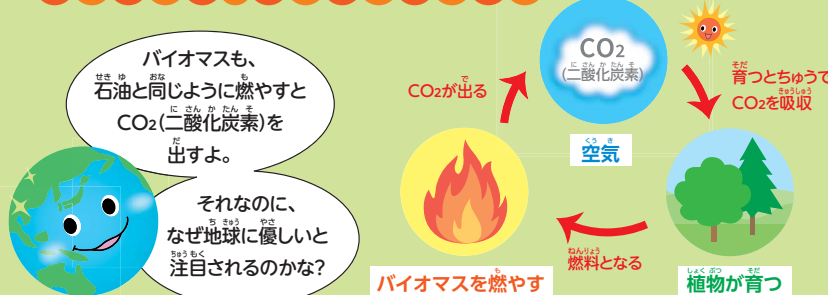 バイオマスも、
石油と同じように燃やすと
CO2(二酸化炭素)を
出すよ。
それなのに、
なぜ地球に優しいと
注目されるのかな?
CO2
(二酸化炭素)
空気
CO2が出る
育つとちゅうで
CO2を吸収
燃料となる
バイオマスを燃やす
植物が育つ